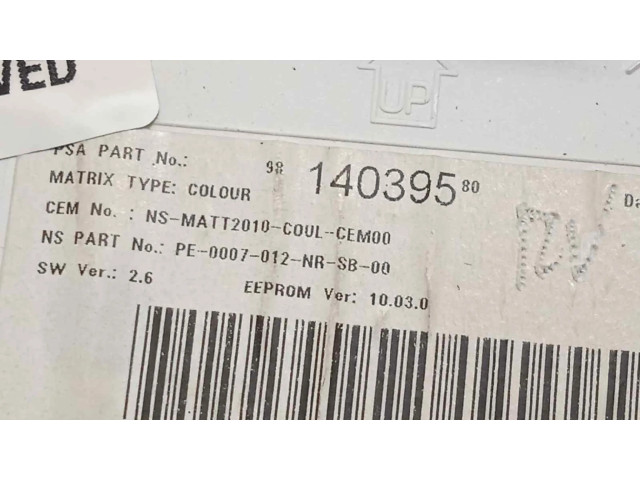 VED
UP
PSA PART No.: 98 140395 80
MATRIX TYPE: COLOUR
CEM No. : NS-MATT2010-COUL-CEM00
NS PART No.: PE-0007-012-NR-SB-00
SW Ver.: 2.6 EEPROM Ver: 10.03.0
Da